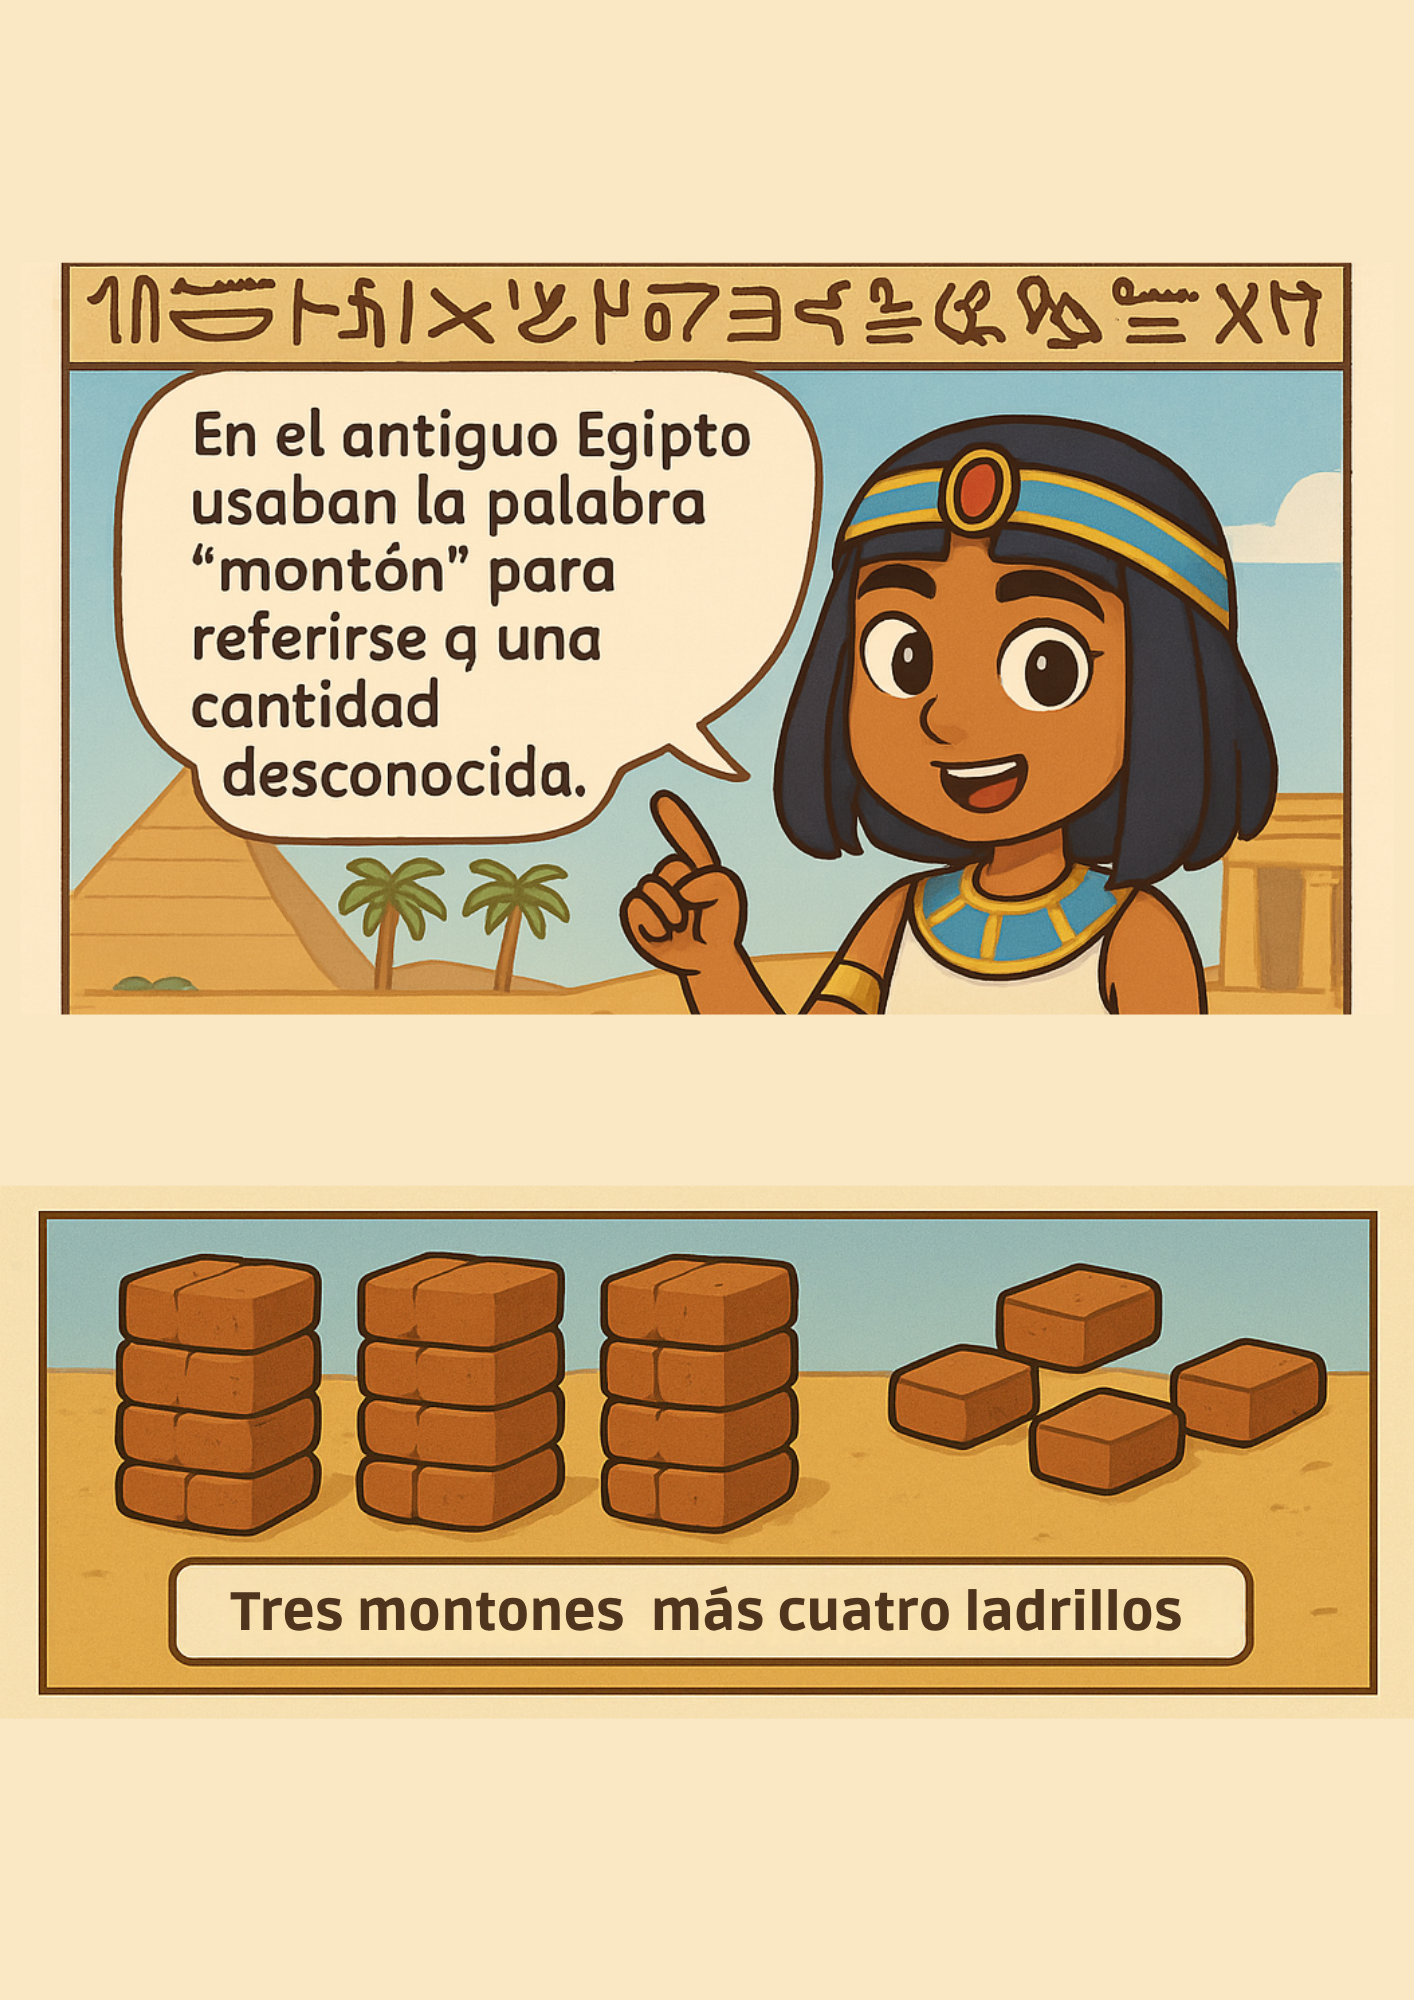 En el antiguo Egipto
usaban la palabra
“montón” para
referirse q una
cantidad
desconocida.
Tres montones más cuatro ladrillos